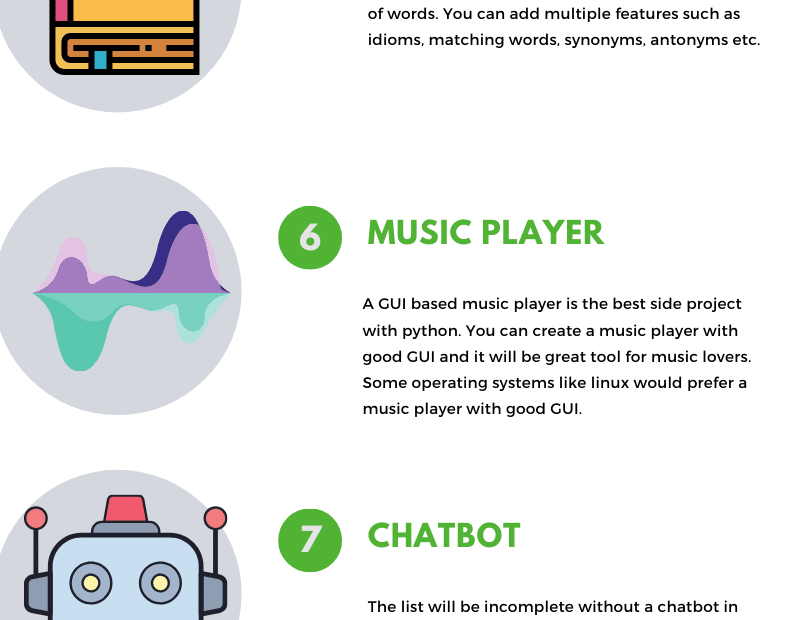 of words. You can add multiple features such as
idioms, matching words, synonyms, antonyms etc.
6 MUSIC PLAYER
A GUI based music player is the best side project
with python. You can create a music player with
good GUI and it will be great tool for music lovers.
Some operating systems like linux would prefer a
music player with good GUI.
7 CHATBOT
The list will be incomplete without a chatbot in